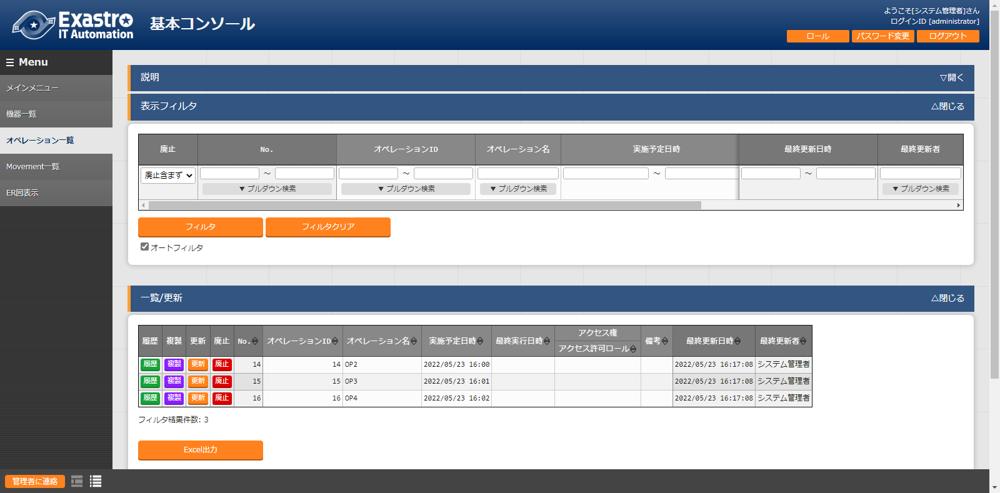 Exastro
IT Automation
基本コンソール
ようこそ[システム管理者]さん
ログインID [administrator]
ロール
パスワード変更
ログアウト
Menu
メインメニュー
機器一覧
オペレーション一覧
Movement一覧
ER図表示
説明
▽開く
表示フィルタ
△閉じる
廃止 No. オペレーションID オペレーション名 実施予定日時 最終更新日時 最終更新者
廃止含まず ～ ～ ～ ～
▼プルダウン検索 ▼プルダウン検索 ▼プルダウン検索 ▼プルダウン検索
フィルタ
フィルタクリア
オートフィルタ
一覧/更新
△閉じる
履歴 複製 更新 廃止 No. オペレーションID オペレーション名 実施予定日時 最終実行日時 アクセス権 備考 最終更新日時 最終更新者
アクセス許可ロール
履歴 複製 更新 廃止 14 14 OP2 2022/05/23 16:00 2022/05/23 16:17:08 システム管理者
履歴 複製 更新 廃止 15 15 OP3 2022/05/23 16:01 2022/05/23 16:17:08 システム管理者
履歴 複製 更新 廃止 16 16 OP4 2022/05/23 16:02 2022/05/23 16:17:08 システム管理者
フィルタ結果件数: 3
Excel出力
管理者に連絡